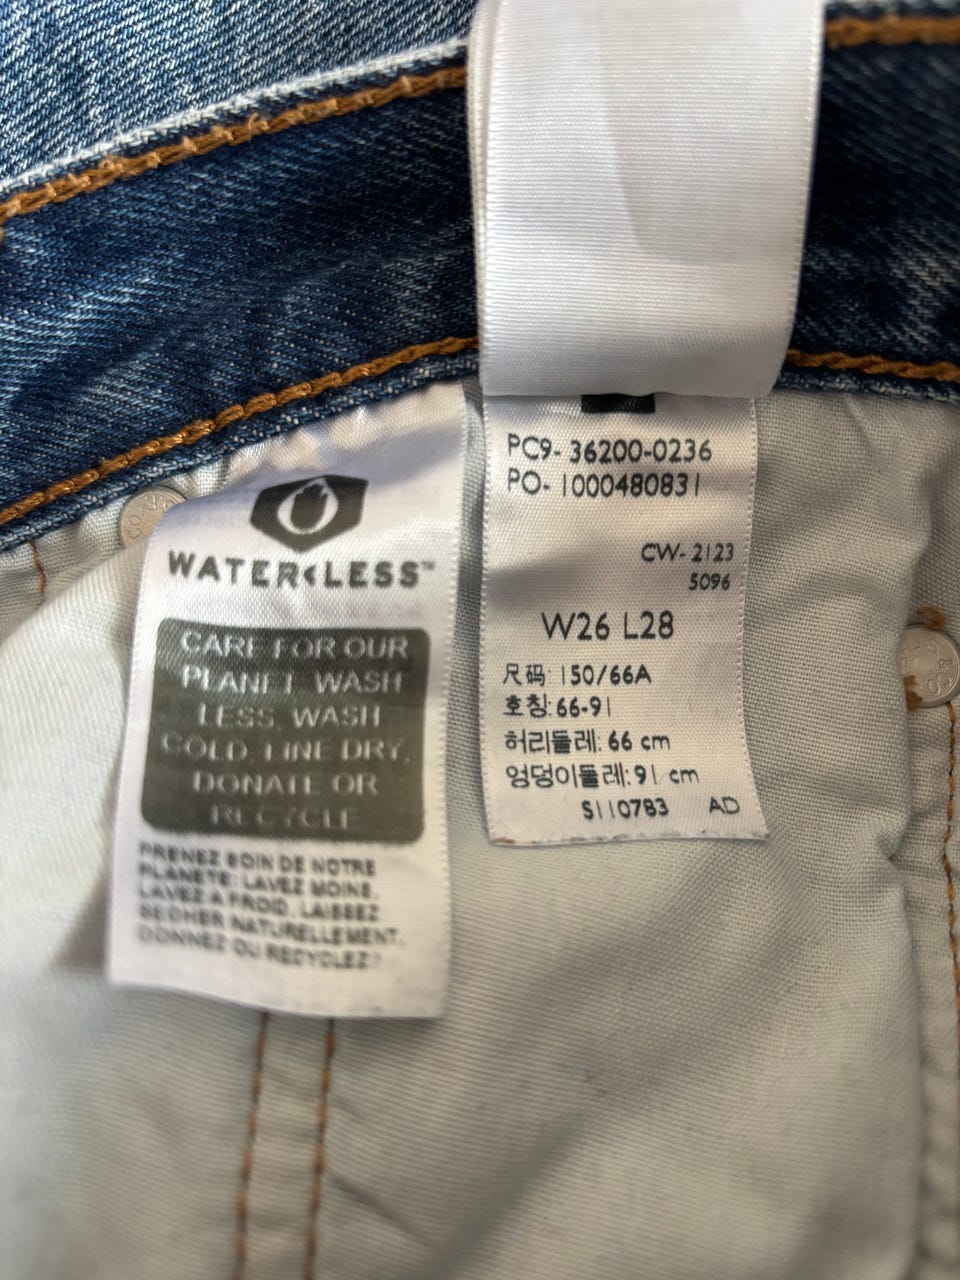 WATER<LESS™
CARE FOR OUR
PLANET, WASH
LESS, WASH
COLD, LINE DRY,
DONATE OR
RECYCLE
PRENEZ SOIN DE NOTRE
PLANÈTE: LAVEZ MOINS,
LAVEZ À FROID, LAISSEZ
SÉCHER NATURELLEMENT,
DONNEZ OU RECYCLEZ!
PC9- 36200-0236
PO- 1000480831
CW- 2123
5096
W26 L28
尺码: 150/66A
호칭: 66-91
허리둘레: 66 cm
엉덩이둘레: 91 cm
S110783 AD